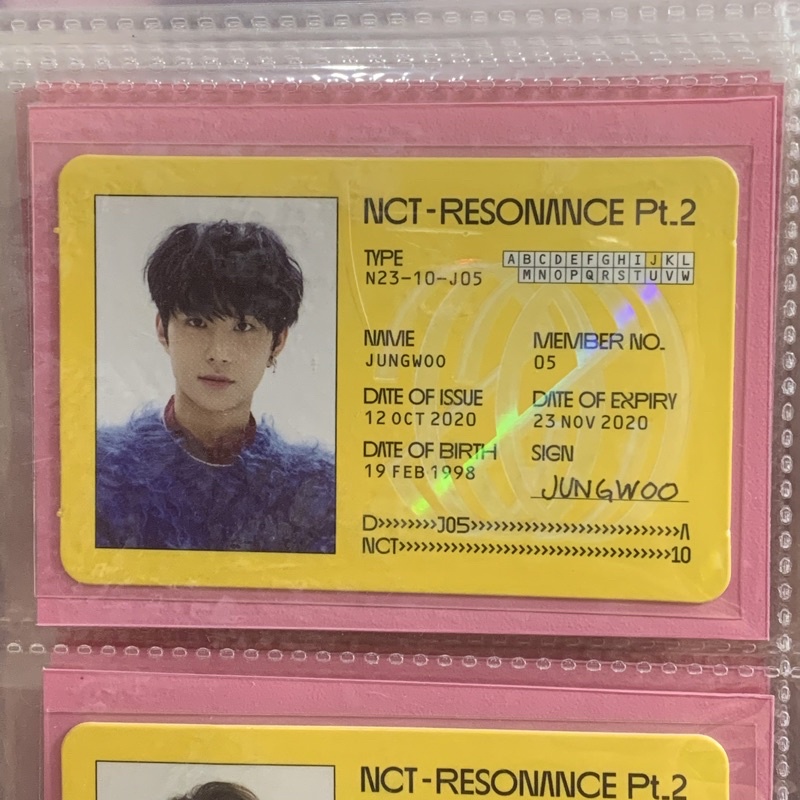 NCT-RESONANCE Pt.2
TYPE
N23-10-J05
A B C D E F G H I J K L
M N O P Q R S T U V W
NAME
JUNGWOO
MEMBER NO.
05
DATE OF ISSUE
12 OCT 2020
DATE OF EXPIRY
23 NOV 2020
DATE OF BIRTH
19 FEB 1998
SIGN
JUNGWOO
D>>>>>>>>J05>>>>>>>>>>>>>>>>>>>>>>>>>>>>Λ
NCT>>>>>>>>>>>>>>>>>>>>>>>>>>>>>>>>>>>>10
NCT-RESONANCE Pt.2